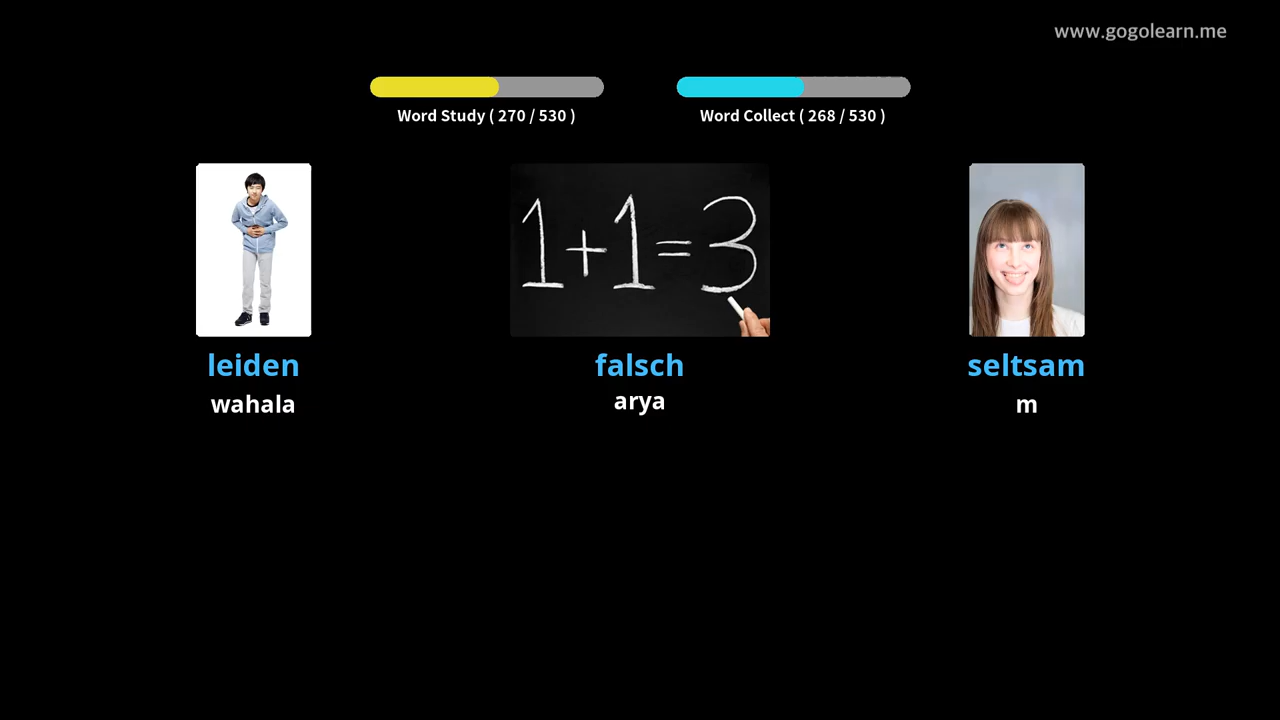 www.gogolearn.me
Word Study ( 270 / 530 )
Word Collect ( 268 / 530 )
1+1=3
leiden
falsch
seltsam
wahala
arya
m